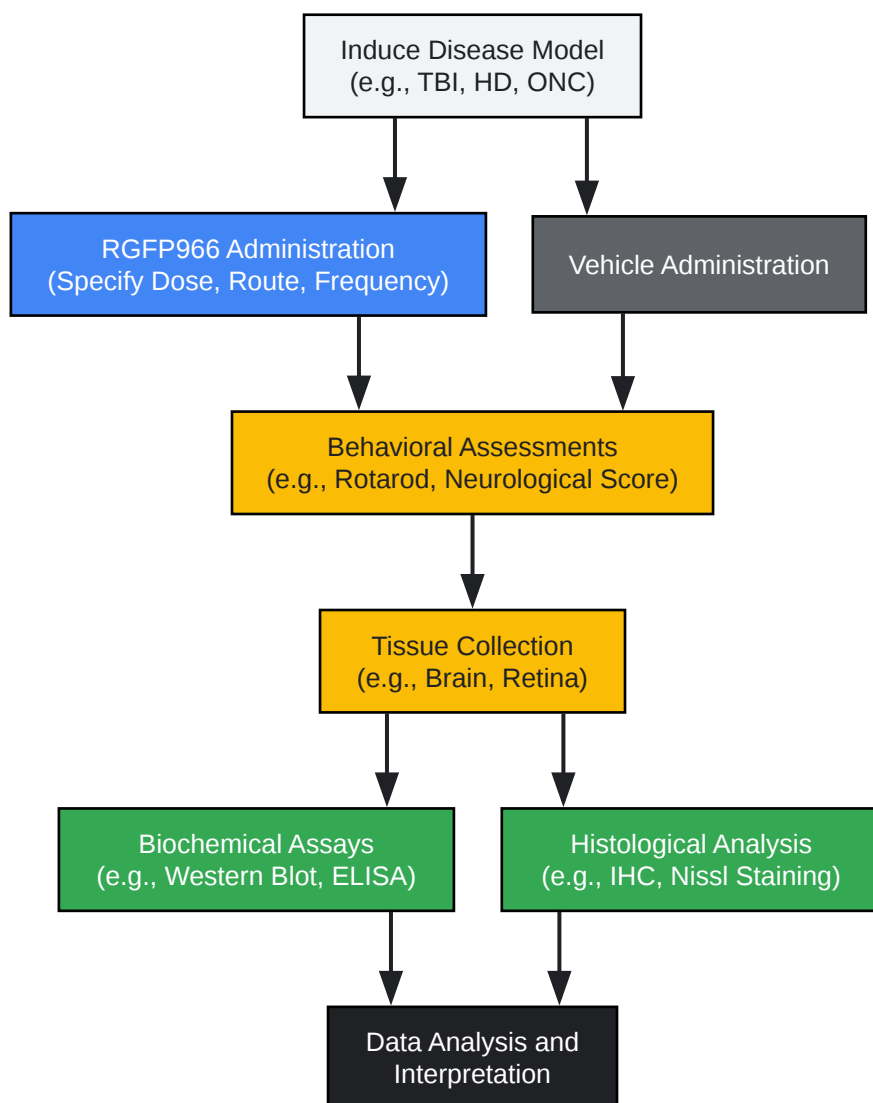 Induce Disease Model
(e.g., TBI, HD, ONC)
RGFP966 Administration
(Specify Dose, Route, Frequency)
Vehicle Administration
Behavioral Assessments
(e.g., Rotarod, Neurological Score)
Tissue Collection
(e.g., Brain, Retina)
Biochemical Assays
(e.g., Western Blot, ELISA)
Histological Analysis
(e.g., IHC, Nissl Staining)
Data Analysis and
Interpretation